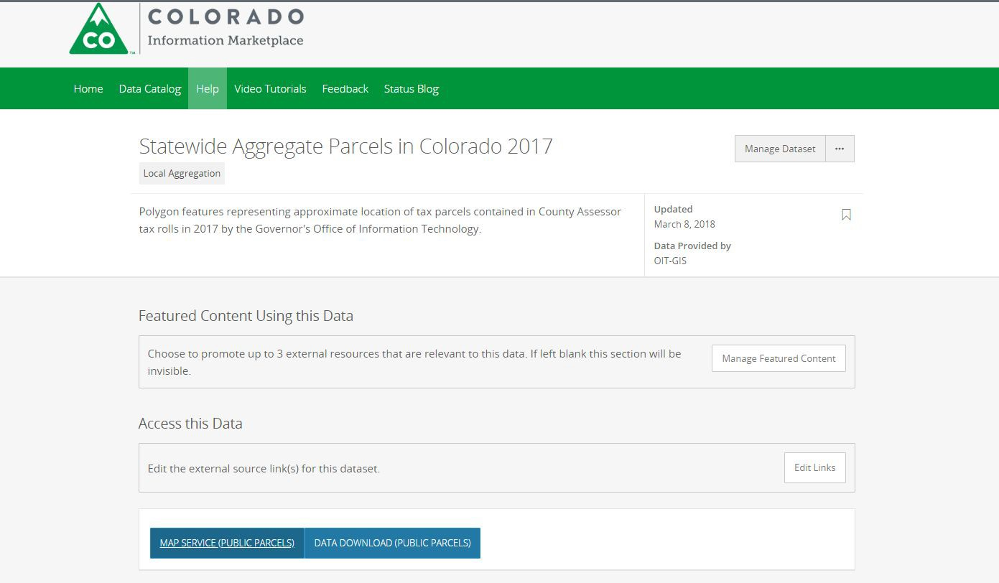 CO
TM
COLORADO
Information Marketplace
Home Data Catalog Help Video Tutorials Feedback Status Blog
Statewide Aggregate Parcels in Colorado 2017
Manage Dataset ...
Local Aggregation
Polygon features representing approximate location of tax parcels contained in County Assessor
tax rolls in 2017 by the Governor's Office of Information Technology.
Updated
March 8, 2018
Data Provided by
OIT-GIS
Featured Content Using this Data
Choose to promote up to 3 external resources that are relevant to this data. If left blank this section will be
invisible.
Manage Featured Content
Access this Data
Edit the external source link(s) for this dataset.
Edit Links
MAP SERVICE (PUBLIC PARCELS) DATA DOWNLOAD (PUBLIC PARCELS)